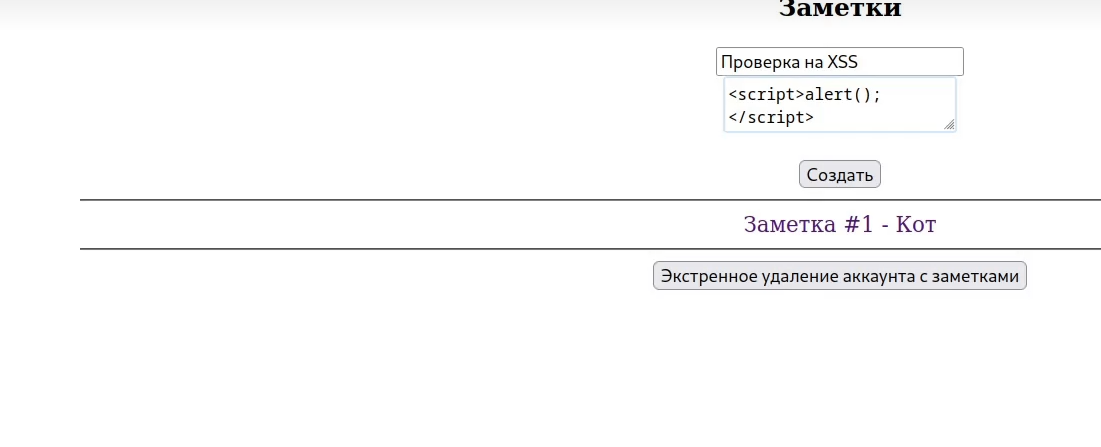 Заметки
Проверка на XSS
<script>alert();
</script>
Создать
Заметка #1 - Кот
Экстренное удаление аккаунта с заметками